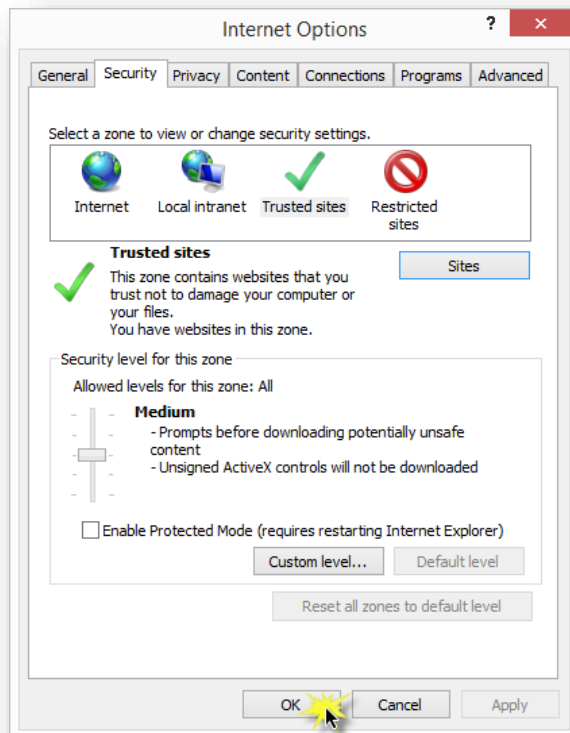 Internet Options
?
General Security Privacy Content Connections Programs Advanced
Select a zone to view or change security settings.
Internet Local intranet Trusted sites Restricted
sites
Trusted sites
Sites
This zone contains websites that you
trust not to damage your computer or
your files.
You have websites in this zone.
Security level for this zone
Allowed levels for this zone: All
Medium
- Prompts before downloading potentially unsafe
content
- Unsigned ActiveX controls will not be downloaded
Enable Protected Mode (requires restarting Internet Explorer)
Custom level... Default level
Reset all zones to default level
OK Cancel Apply